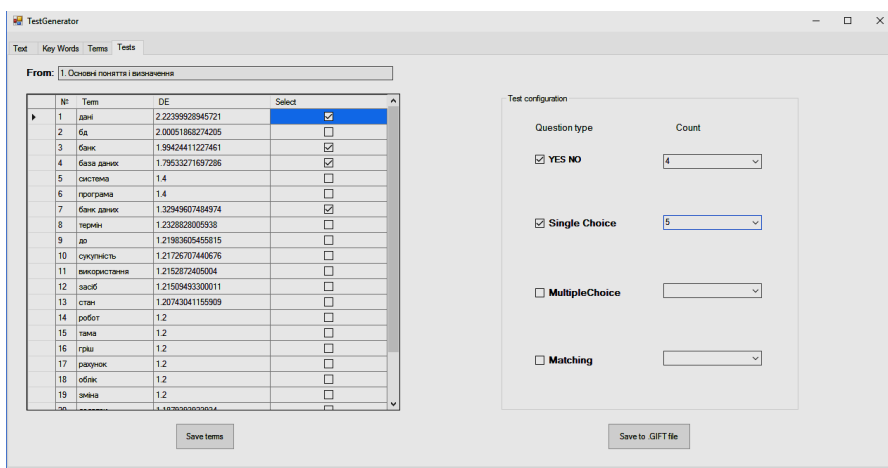 TestGenerator
Text Key Words Terms Tests
From: 1. Основні поняття і визначення
№ Term DE Select
1 дані 2.22399928945721
2 бд 2.00051868274205
3 банк 1.99424411227461
4 база даних 1.79533271697286
5 система 1.4
6 програма 1.4
7 банк даних 1.32949607484974
8 термін 1.2328828005938
9 до 1.21983605455815
10 сукупність 1.21726707440676
11 використання 1.2152872405004
12 засіб 1.21509493300011
13 стан 1.20743041155909
14 робот 1.2
15 тама 1.2
16 гріш 1.2
17 рахунок 1.2
18 облік 1.2
19 зміна 1.2
Save terms
Test configuration
Question type Count
YES NO 4
Single Choice 5
MultipleChoice
Matching
Save to .GIFT file